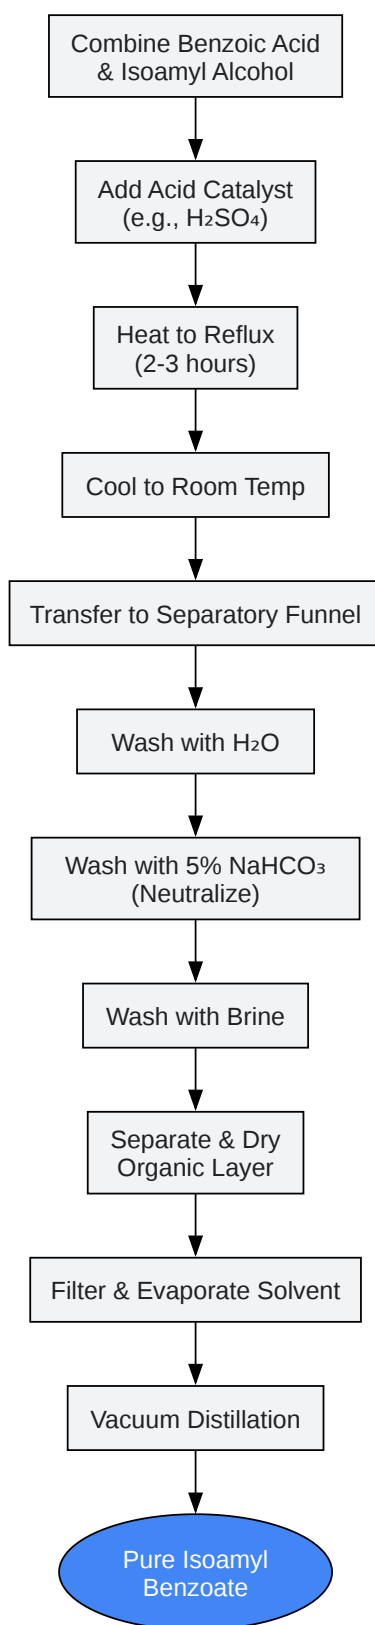 Combine Benzoic Acid
& Isoamyl Alcohol
Add Acid Catalyst
(e.g., H₂SO₄)
Heat to Reflux
(2-3 hours)
Cool to Room Temp
Transfer to Separatory Funnel
Wash with H₂O
Wash with 5% NaHCO₃
(Neutralize)
Wash with Brine
Separate & Dry
Organic Layer
Filter & Evaporate Solvent
Vacuum Distillation
Pure Isoamyl
Benzoate